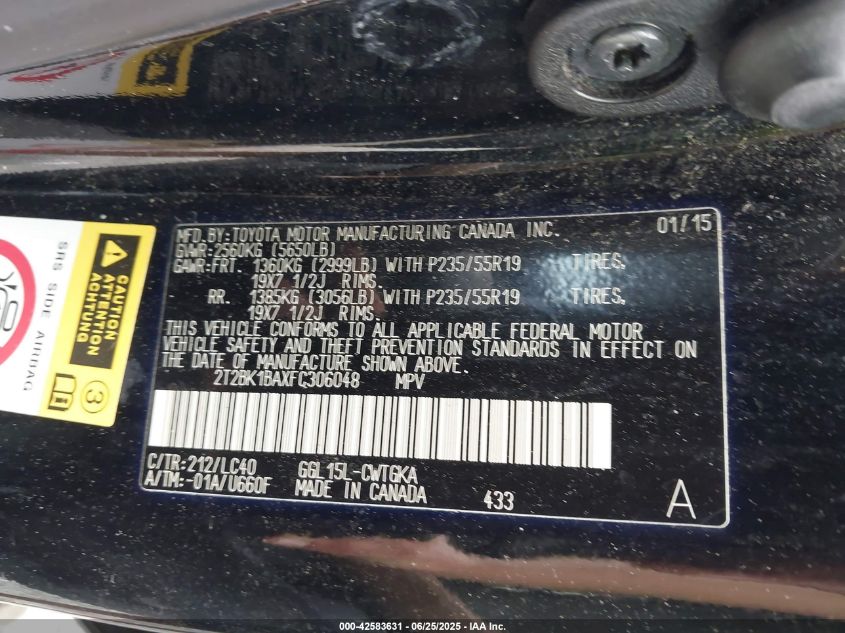 MFD.BY:TOYOTA MOTOR MANUFACTURING CANADA INC. 01/15
GVWR:2560KG (5650LB)
GAWR:FRT. 1360KG (2999LB) WITH P235/55R19 TIRES,
19X7 1/2J RIMS.
RR. 1385KG (3056LB) WITH P235/55R19 TIRES,
19X7 1/2J RIMS.
THIS VEHICLE CONFORMS TO ALL APPLICABLE FEDERAL MOTOR
VEHICLE SAFETY AND THEFT PREVENTION STANDARDS IN EFFECT ON
THE DATE OF MANUFACTURE SHOWN ABOVE.
2T2BK1BAXFC306048 MPV
C/TR:212/LC40 GGL15L-CWTGKA
A/TM:-01A/U660F MADE IN CANADA 433 A
SRS SIDE AIRBAG
CAUTION
ATTENTION
ACHTUNG
3
000-42583631 / 06/25/2025 / IAA Inc.